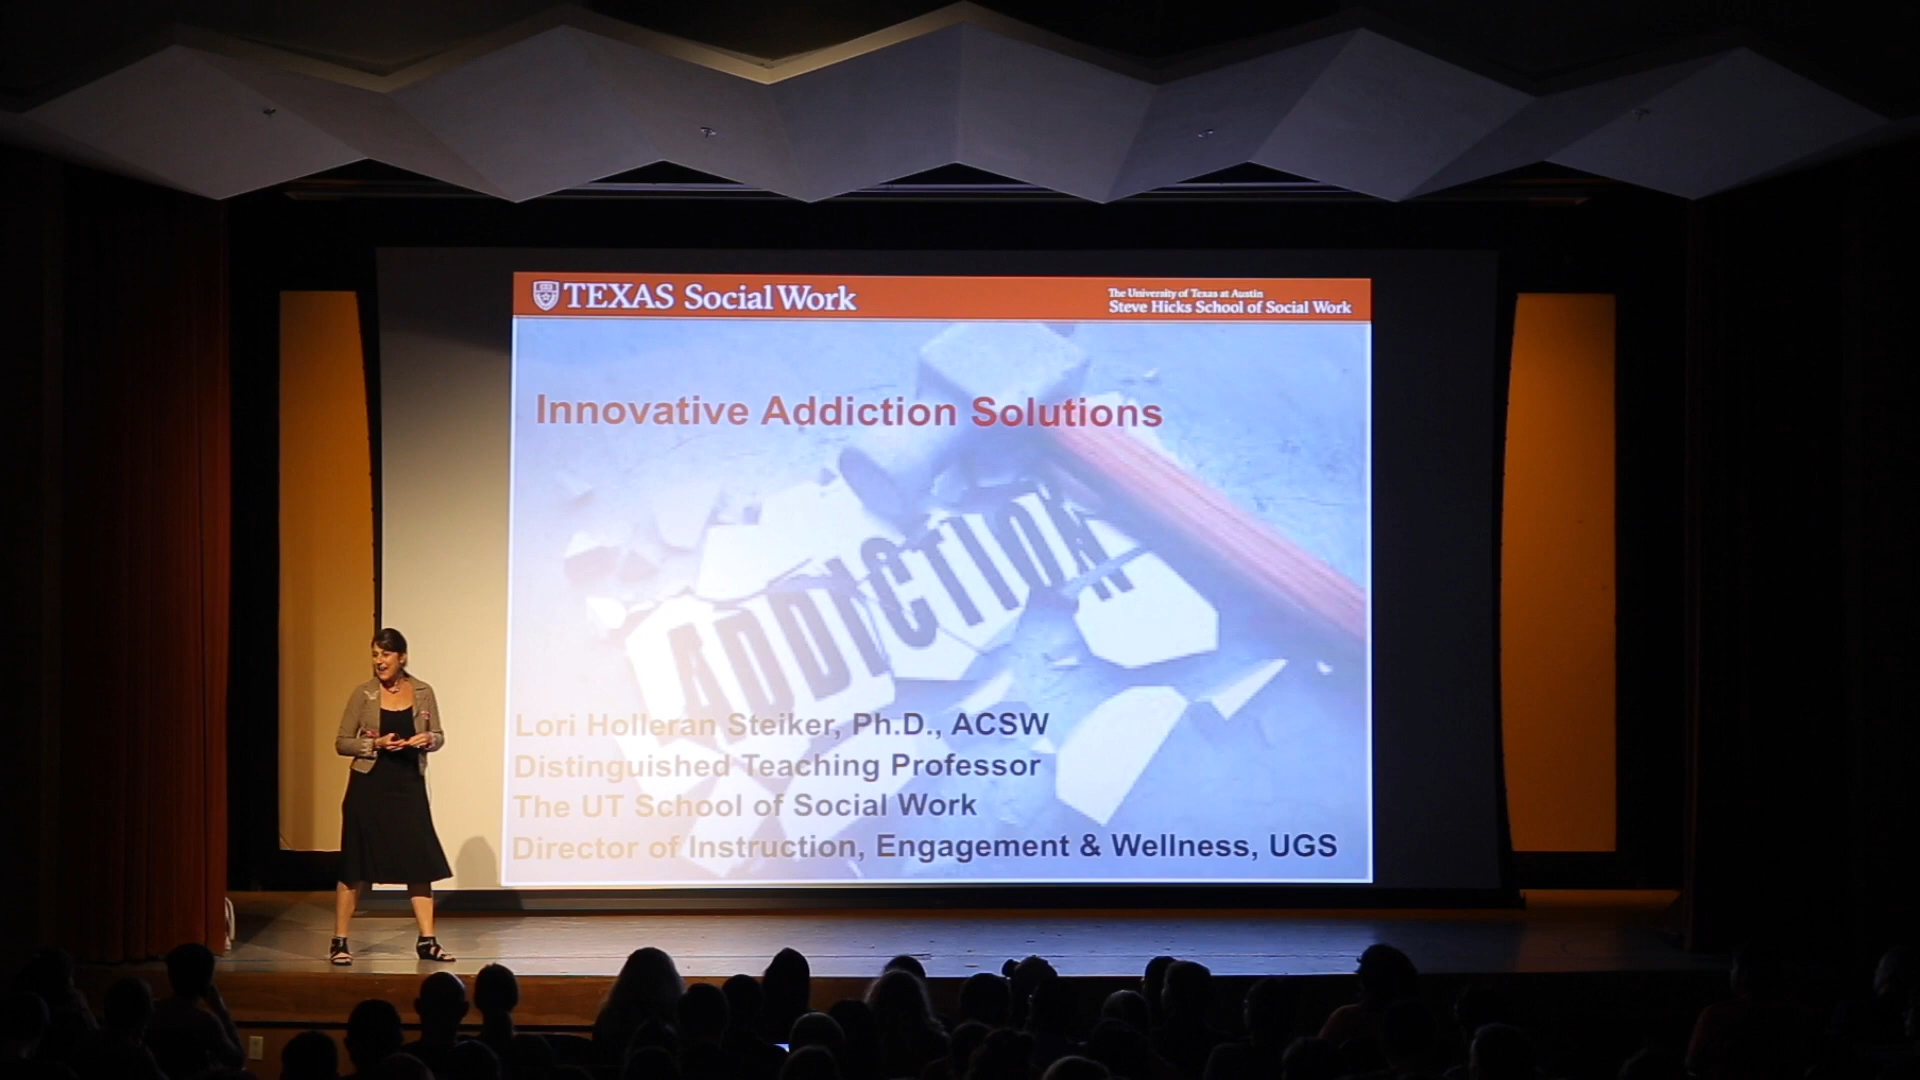 TEXAS Social Work
The University of Texas at Austin
Steve Hicks School of Social Work
Innovative Addiction Solutions
ADDICTION
Lori Holleran Steiker, Ph.D., ACSW
Distinguished Teaching Professor
The UT School of Social Work
Director of Instruction, Engagement & Wellness, UGS